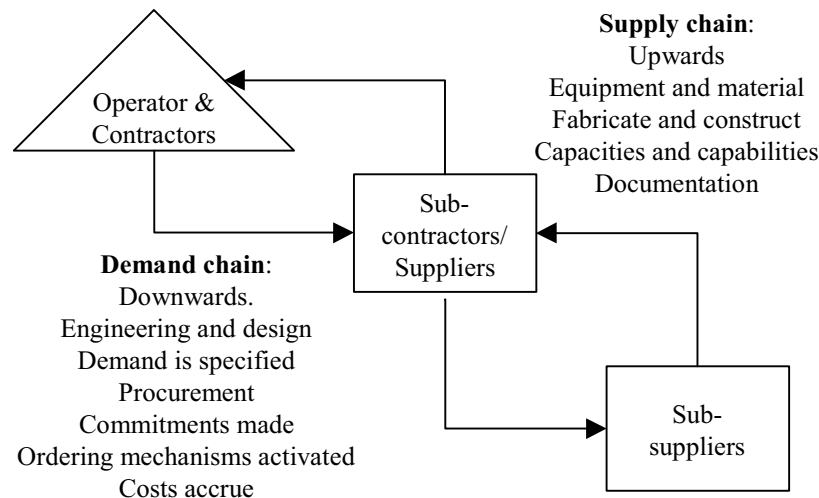 Operator &
Contractors
Supply chain:
Upwards
Equipment and material
Fabricate and construct
Capacities and capabilities
Documentation
Sub-
contractors/
Suppliers
Demand chain:
Downwards.
Engineering and design
Demand is specified
Procurement
Commitments made
Ordering mechanisms activated
Costs accrue
Sub-
suppliers